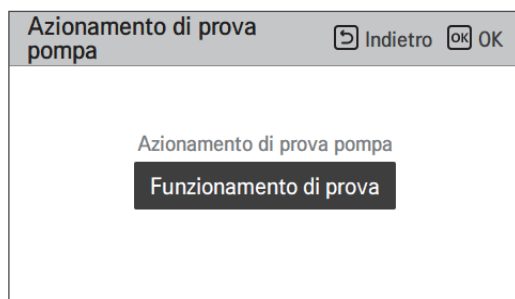 Azionamento di prova
pompa
Indietro OK OK
Azionamento di prova pompa
Funzionamento di prova